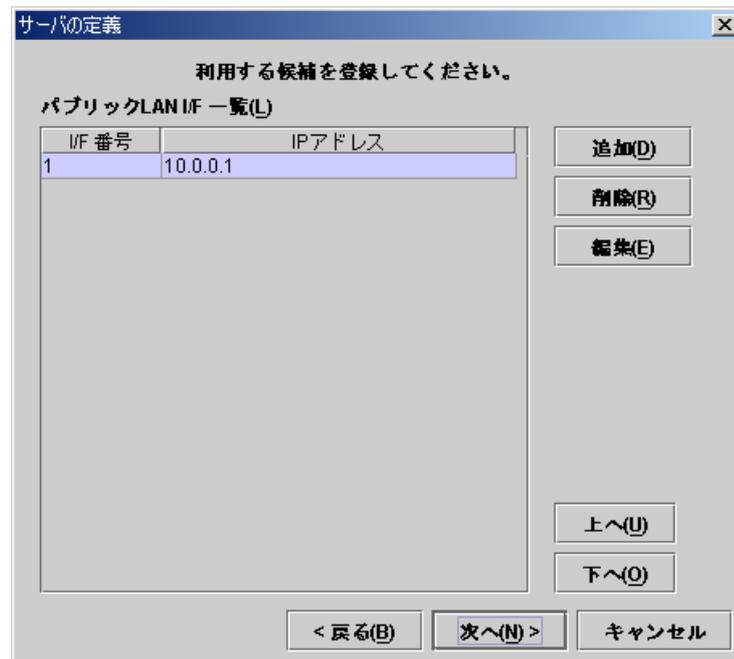 サーバの定義
利用する候補を登録してください。
パブリックLAN I/F 一覧(L)
I/F 番号 IPアドレス
1 10.0.0.1
追加(D)
削除(R)
編集(E)
上へ(U)
下へ(O)
< 戻る(B) 次へ(N) > キャンセル